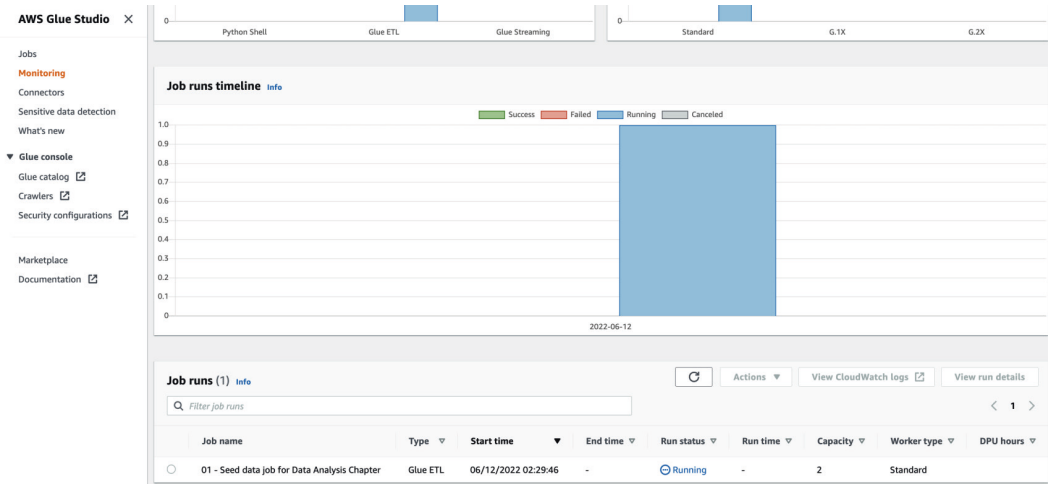 AWS Glue Studio
Jobs
Monitoring
Connectors
Sensitive data detection
What's new
Glue console
Glue catalog
Crawlers
Security configurations
Marketplace
Documentation
0
Python Shell Glue ETL Glue Streaming
0
Standard G.1X G.2X
Job runs timeline Info
Success Failed Running Canceled
1.0
0.9
0.8
0.7
0.6
0.5
0.4
0.3
0.2
0.1
0
2022-06-12
Job runs (1) Info
Actions View CloudWatch logs View run details
Filter job runs
1
Job name Type Start time End time Run status Run time Capacity Worker type DPU hours
01 - Seed data job for Data Analysis Chapter Glue ETL 06/12/2022 02:29:46 - Running - 2 Standard